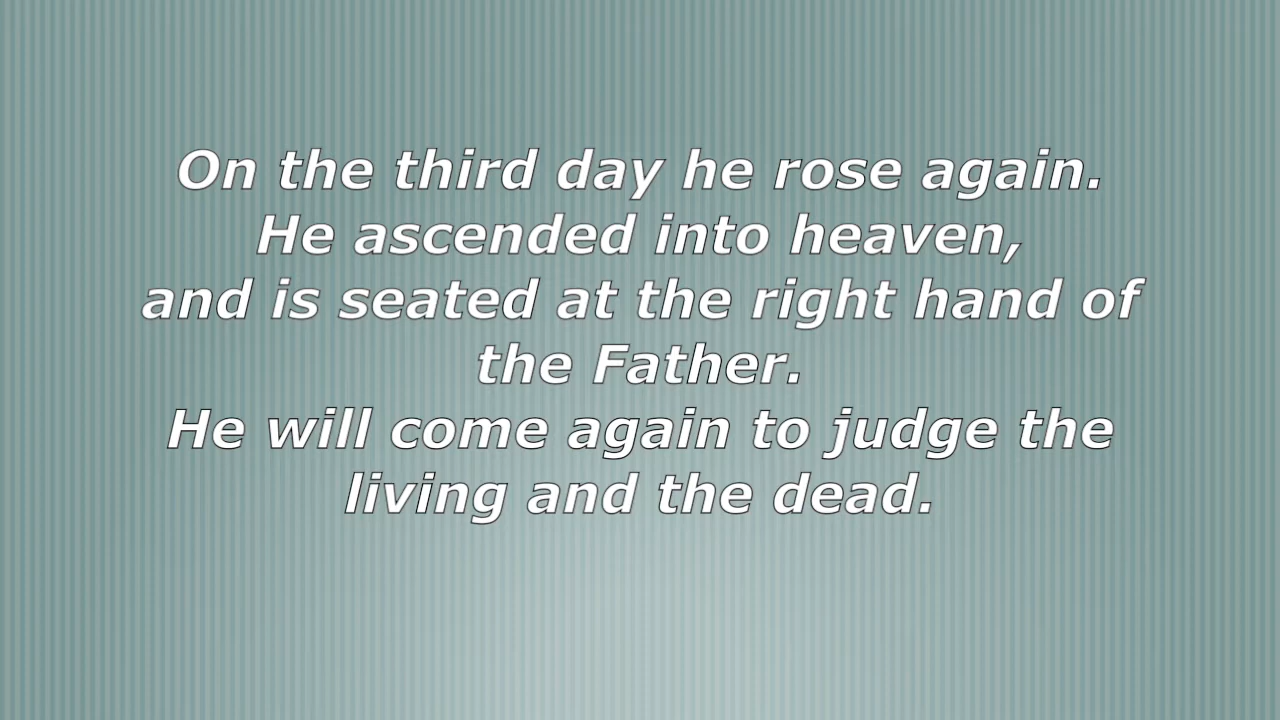 On the third day he rose again.
He ascended into heaven,
and is seated at the right hand of
the Father.
He will come again to judge the
living and the dead.